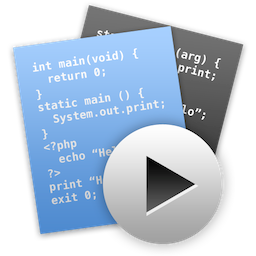 int main(void) {
return 0;
}
static main () {
System.out.print;
}
<?php
echo "Hel
?>
print "H
exit 0;
St
(arg) {
print;
lo";